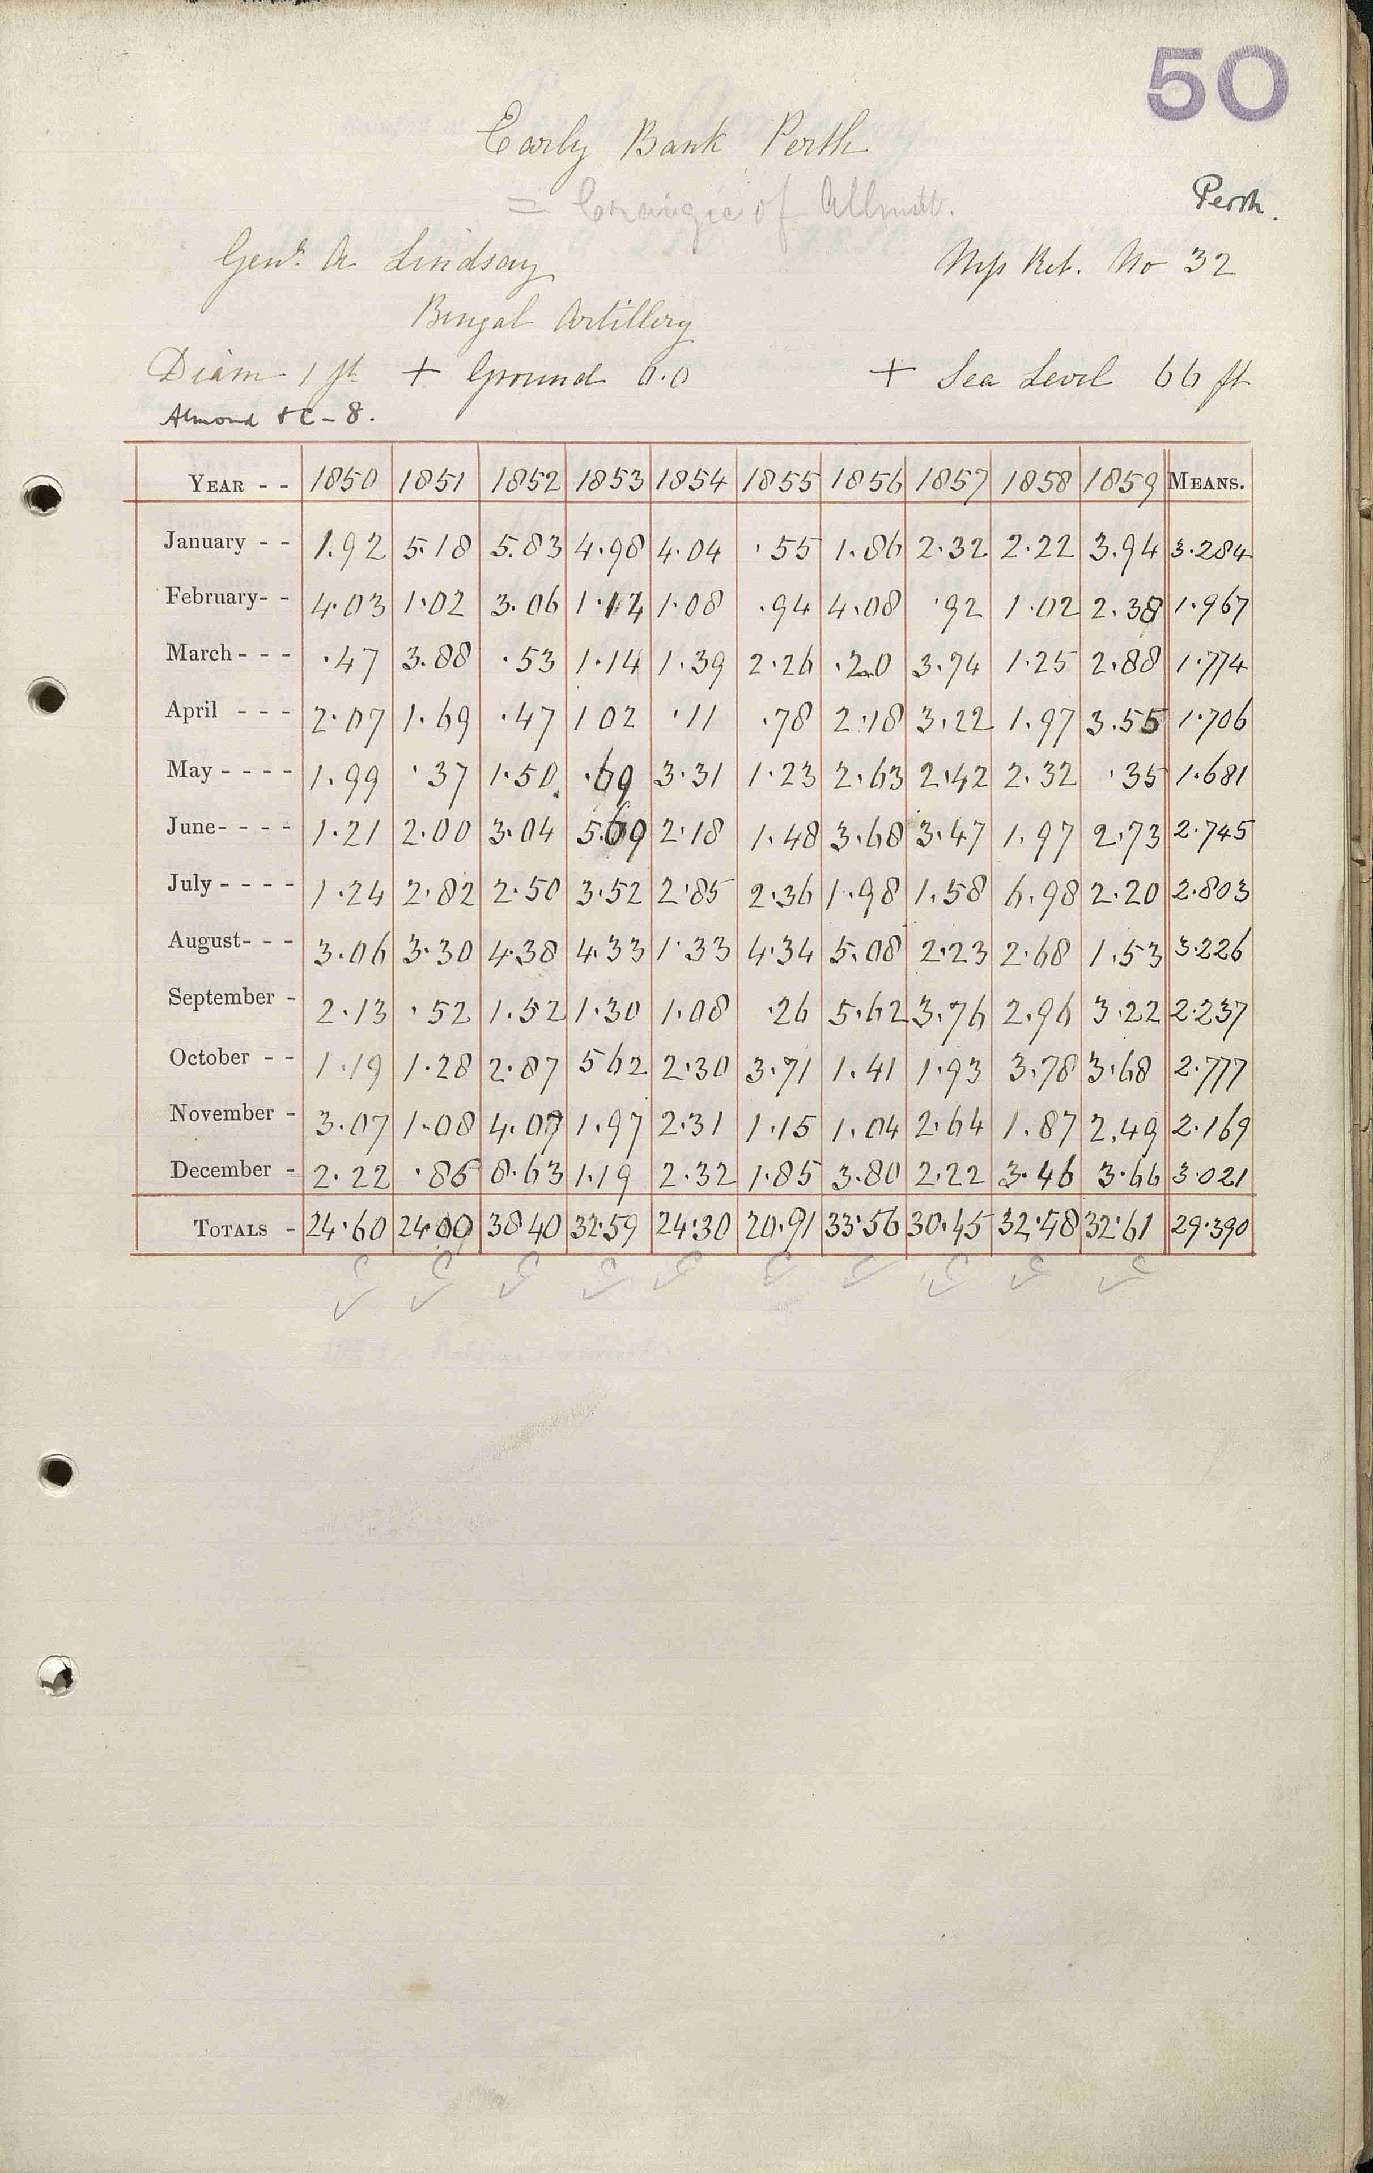 50
Early Bank Perth
= Craigie of Allmitt.
Perth.
Genl. A Lindsay
Mss Ret. No 32
Bengal Artillery
Diam 1 ft + Ground 0.0 + Sea Level 66 ft
Almond & C - 8.
YEAR - - 1850 1851 1852 1853 1854 1855 1856 1857 1858 1859 MEANS.
January - - 1.92 5.18 5.83 4.98 4.04 .55 1.86 2.32 2.22 3.94 3.284
February- - 4.03 1.02 3.06 1.14 1.08 .94 4.08 .92 1.02 2.38 1.967
March - - - .47 3.88 .53 1.14 1.39 2.26 .20 3.74 1.25 2.88 1.774
April - - - 2.07 1.69 .47 1 02 .11 .78 2.18 3.22 1.97 3.55 1.706
May - - - - 1.99 .37 1.50 .69 3.31 1.23 2.63 2.42 2.32 .35 1.681
June- - - - 1.21 2.00 3.04 5.69 2.18 1.48 3.68 3.47 1.97 2.73 2.745
July - - - - 1.24 2.82 2.50 3.52 2.85 2.36 1.98 1.58 6.98 2.20 2.803
August- - - 3.06 3.30 4.38 4.33 1.33 4.34 5.08 2.23 2.68 1.53 3.226
September - 2.13 .52 1.52 1.30 1.08 .26 5.62 3.76 2.96 3.22 2.237
October - - 1.19 1.28 2.87 5 62 2.30 3.71 1.41 1.93 3.78 3.68 2.777
November - 3.07 1.08 4.07 1.97 2.31 1.15 1.04 2.64 1.87 2.49 2.169
December - 2.22 .86 8.63 1.19 2.32 1.85 3.80 2.22 3.46 3.66 3.021
TOTALS - 24.60 24.00 38 40 32.59 24.30 20.91 33.56 30.45 32.48 32.61 29.390